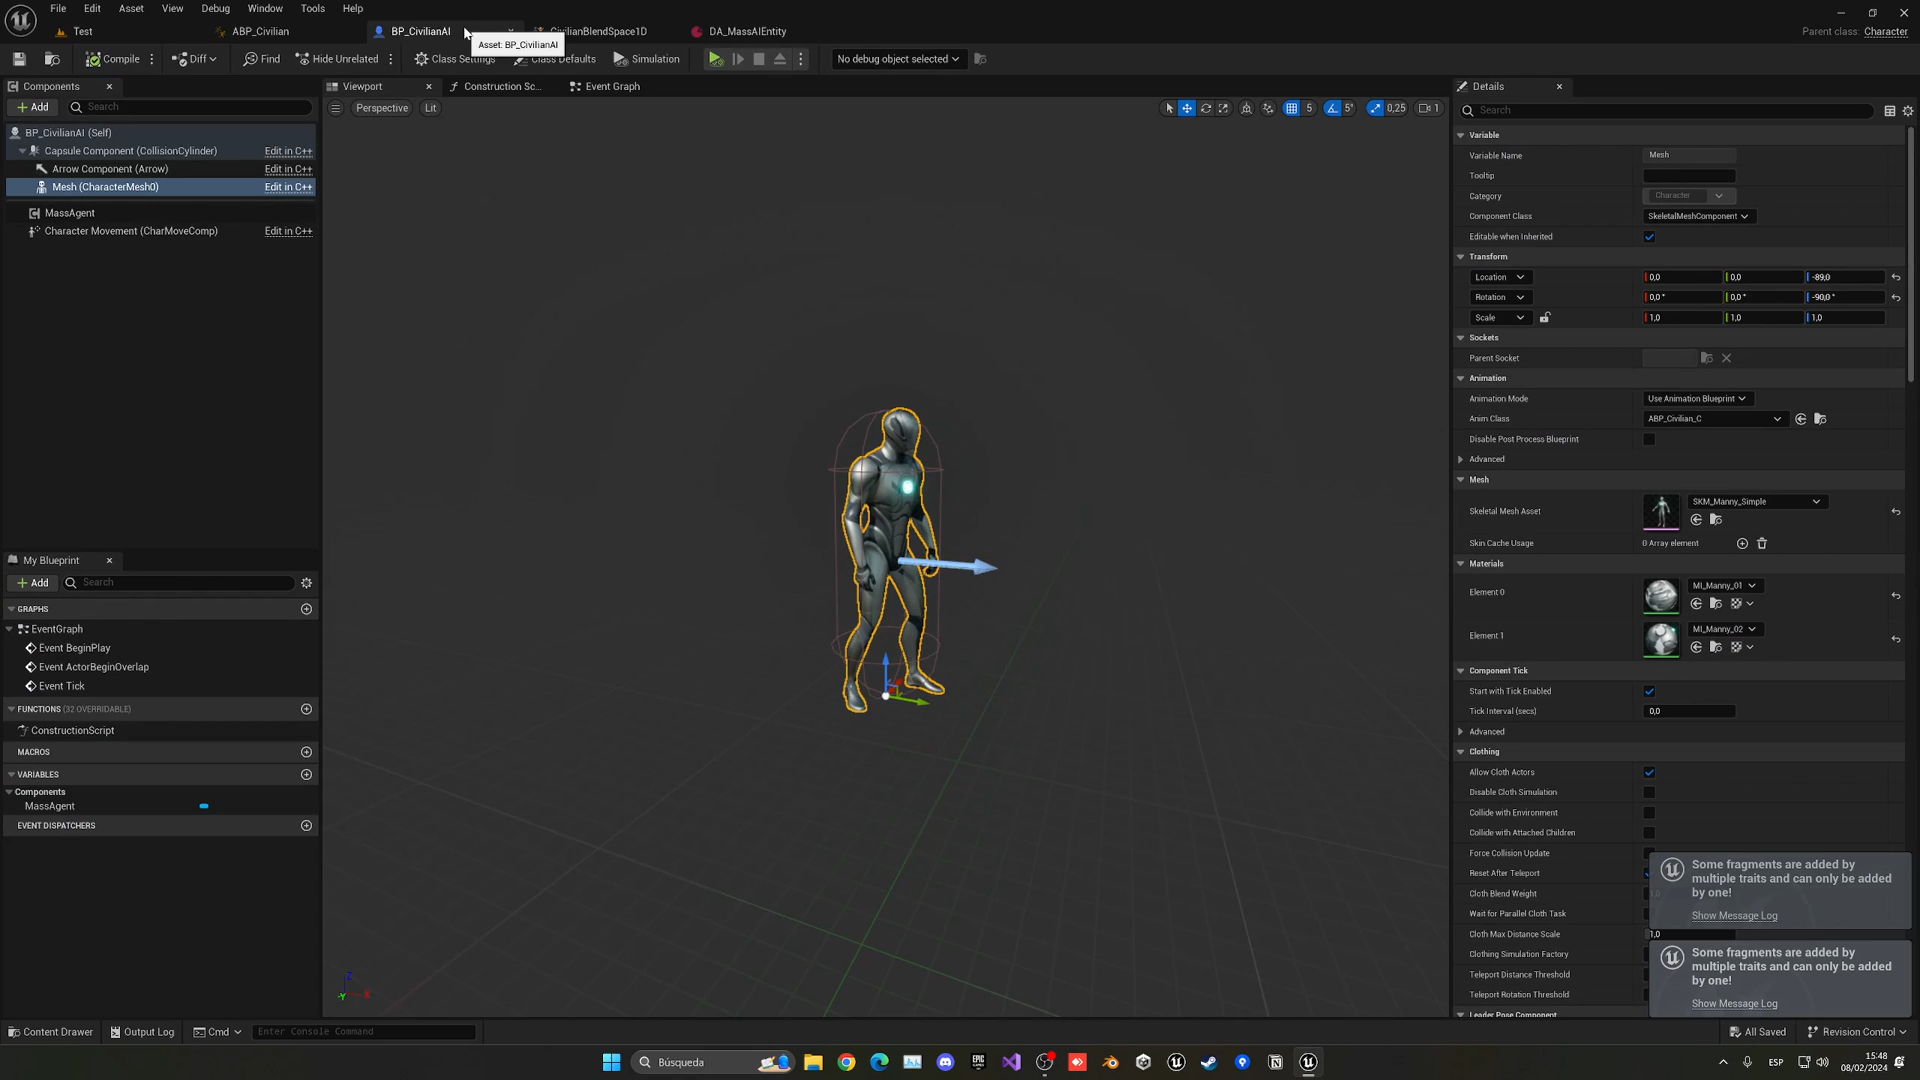 File Edit Asset View Debug Window Tools Help
Test ABP_Civilian BP_CivilianAI CivilianBlendSpace1D DA_MassAIEntity
Parent class: Character
Asset: BP_CivilianAI
Compile Diff Find Hide Unrelated Class Settings Class Defaults Simulation No debug object selected
Components
Add Search
BP_CivilianAI (Self)
Capsule Component (CollisionCylinder) Edit in C++
Arrow Component (Arrow) Edit in C++
Mesh (CharacterMesh0) Edit in C++
MassAgent
Character Movement (CharMoveComp) Edit in C++
My Blueprint
Add Search
GRAPHS
EventGraph
Event BeginPlay
Event ActorBeginOverlap
Event Tick
FUNCTIONS (32 OVERRIDABLE)
ConstructionScript
MACROS
VARIABLES
Components
MassAgent
EVENT DISPATCHERS
Viewport Construction Sc... Event Graph
Perspective Lit 5 5° 0,25 1
Z
X
Y
Details
Search
Variable
Variable Name Mesh
Tooltip
Category Character
Component Class SkeletalMeshComponent
Editable when Inherited
Transform
Location 0,0 0,0 -89,0
Rotation 0,0 ° 0,0 ° -90,0 °
Scale 1,0 1,0 1,0
Sockets
Parent Socket
Animation
Animation Mode Use Animation Blueprint
Anim Class ABP_Civilian_C
Disable Post Process Blueprint
Advanced
Mesh
Skeletal Mesh Asset SKM_Manny_Simple
Skin Cache Usage 0 Array element
Materials
Element 0 MI_Manny_01
Element 1 MI_Manny_02
Component Tick
Start with Tick Enabled
Tick Interval (secs) 0,0
Advanced
Clothing
Allow Cloth Actors
Disable Cloth Simulation
Collide with Environment
Collide with Attached Children
Force Collision Update
Reset After Teleport
Cloth Blend Weight
Wait for Parallel Cloth Task
Cloth Max Distance Scale 1,0
Clothing Simulation Factory
Teleport Distance Threshold
Teleport Rotation Threshold
Leader Pose Component
Some fragments are added by
multiple traits and can only be added
by one!
Show Message Log
Some fragments are added by
multiple traits and can only be added
by one!
Show Message Log
Content Drawer Output Log Cmd Enter Console Command All Saved Revision Control
Búsqueda
EPIC GAMES
ESP
15:48
08/02/2024